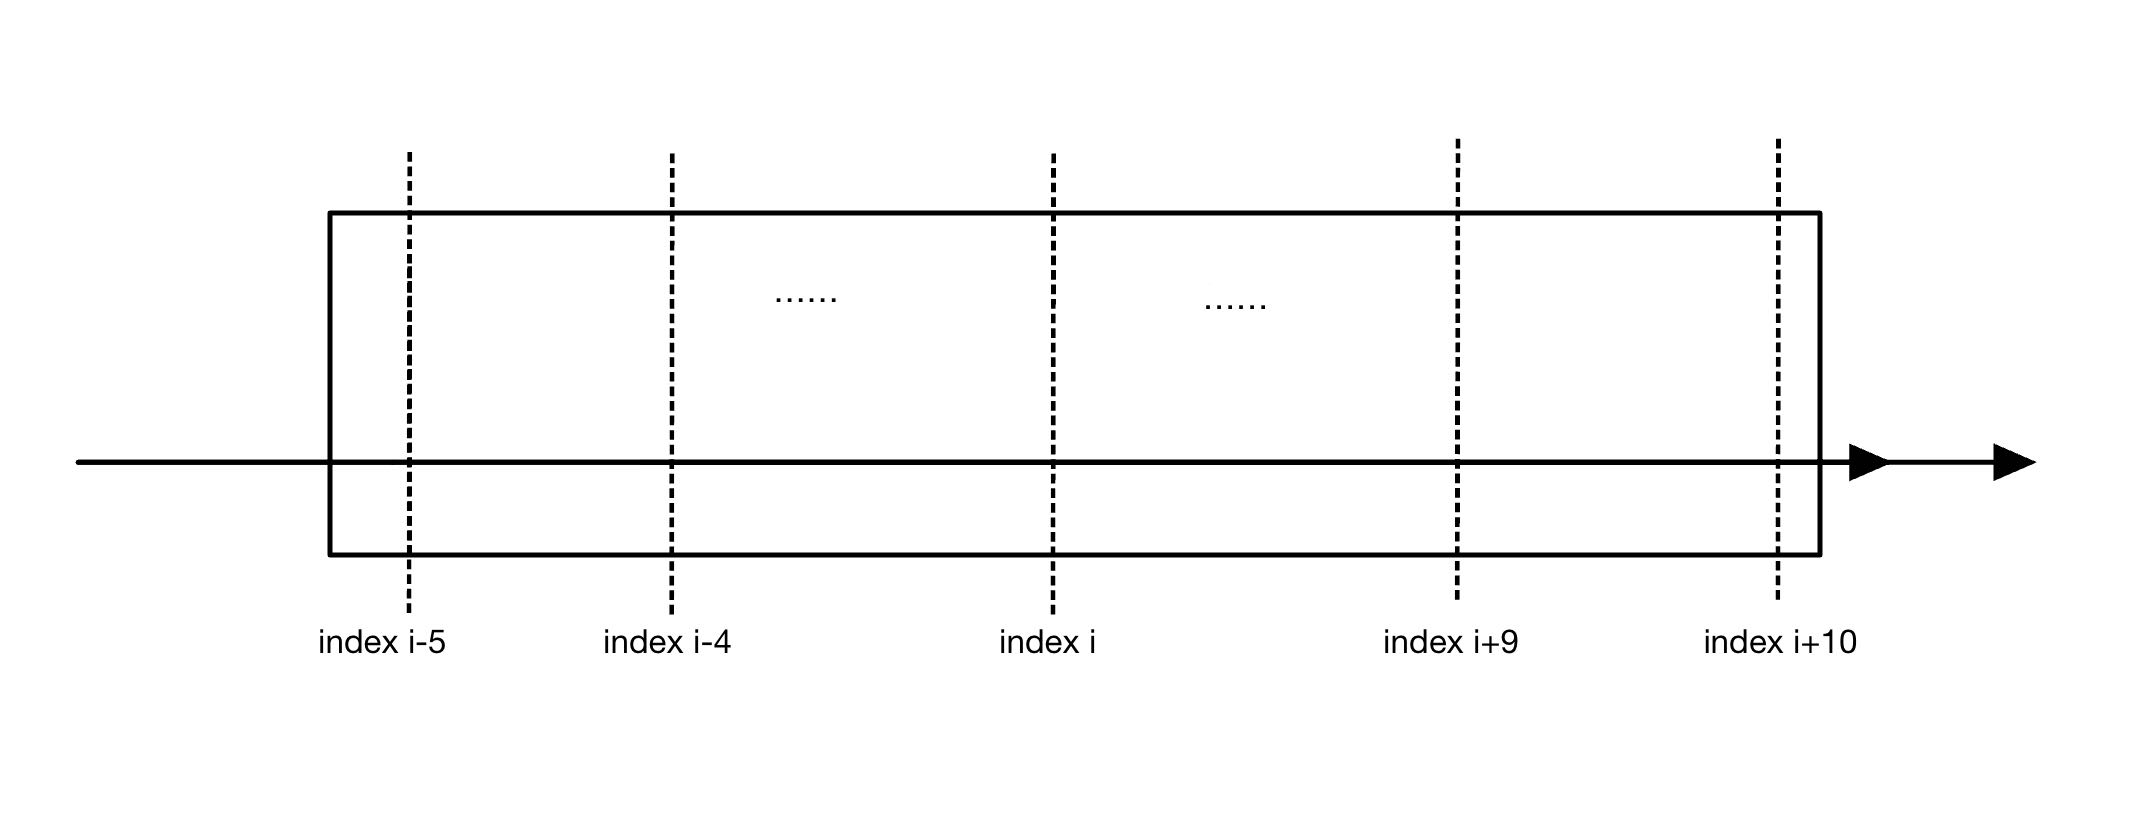 ...... ......
index i-5 index i-4 index i index i+9 index i+10